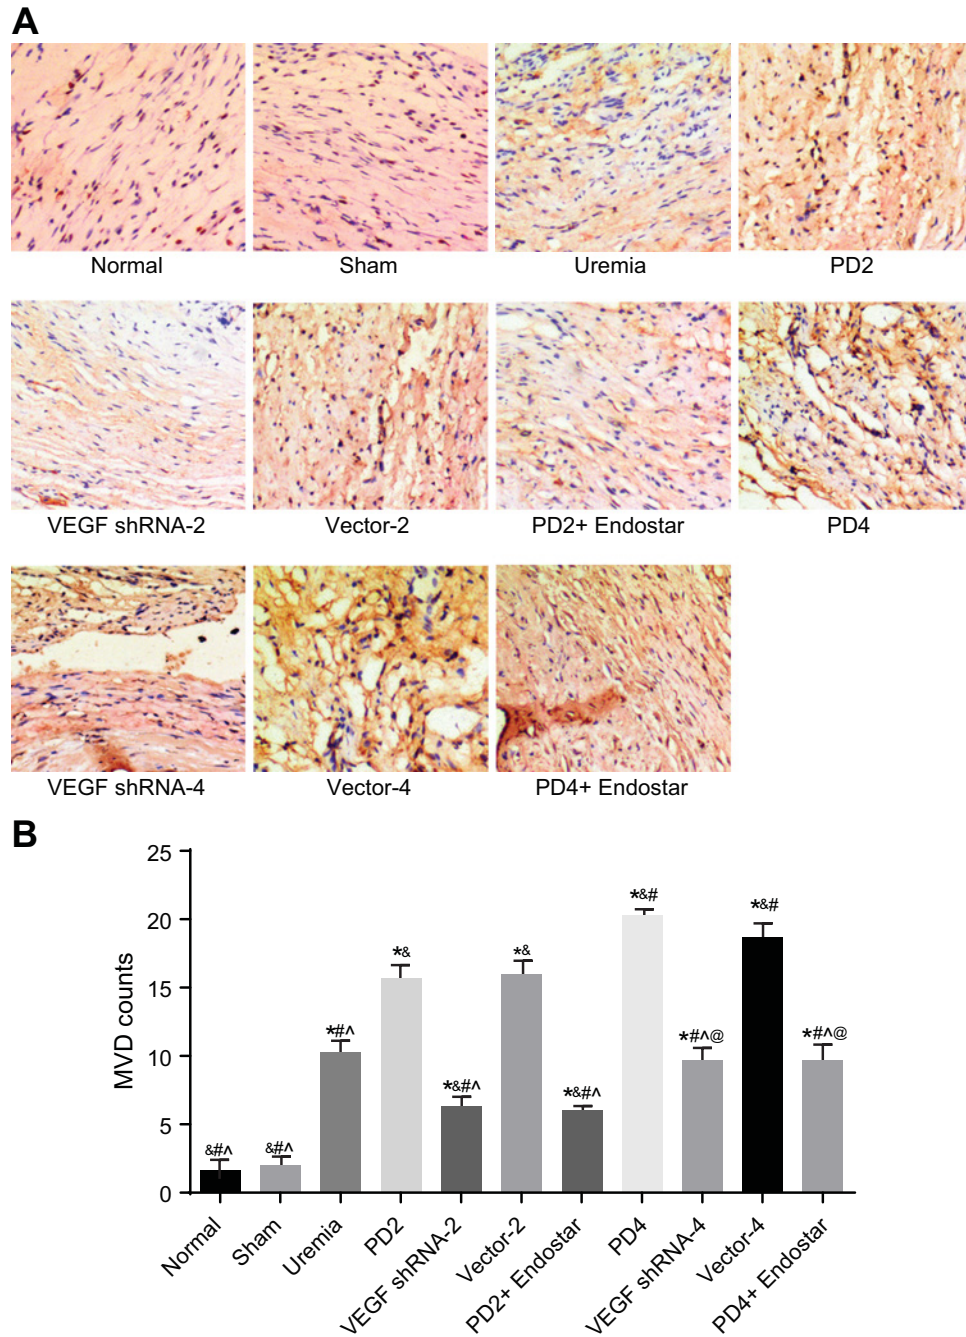 A
Normal
Sham
Uremia
PD2
VEGF shRNA-2
Vector-2
PD2+ Endostar
PD4
VEGF shRNA-4
Vector-4
PD4+ Endostar
B
MVD counts
25
20
15
10
5
0
&#^
&#^
*#^
*&
*&#^
*&
*&#^
*&#
*#^@
*&#
*#^@
Normal
Sham
Uremia
PD2
VEGF shRNA-2
Vector-2
PD2+ Endostar
PD4
VEGF shRNA-4
Vector-4
PD4+ Endostar